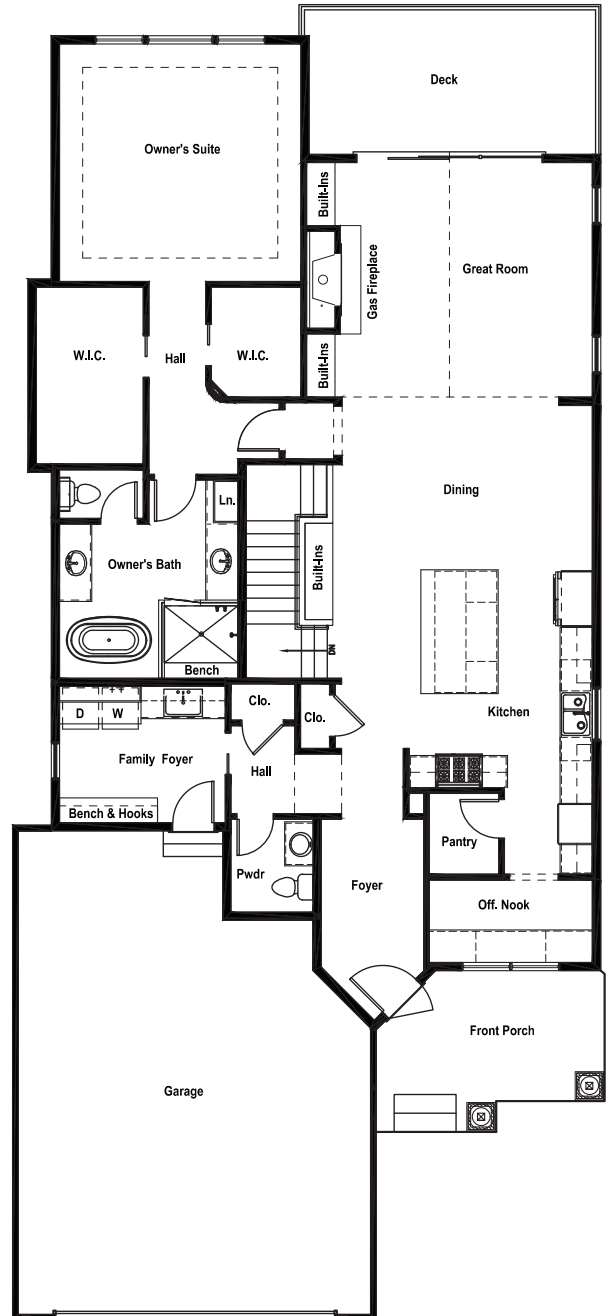 Deck
Owner's Suite
Built-Ins
Gas Fireplace
Great Room
W.I.C.
Hall
W.I.C.
Built-Ins
Dining
Ln.
Owner's Bath
Built-Ins
Bench
DN
Clo.
Clo.
D
W
Kitchen
Family Foyer
Hall
Bench & Hooks
Pantry
Pwdr
Foyer
Off. Nook
Front Porch
Garage